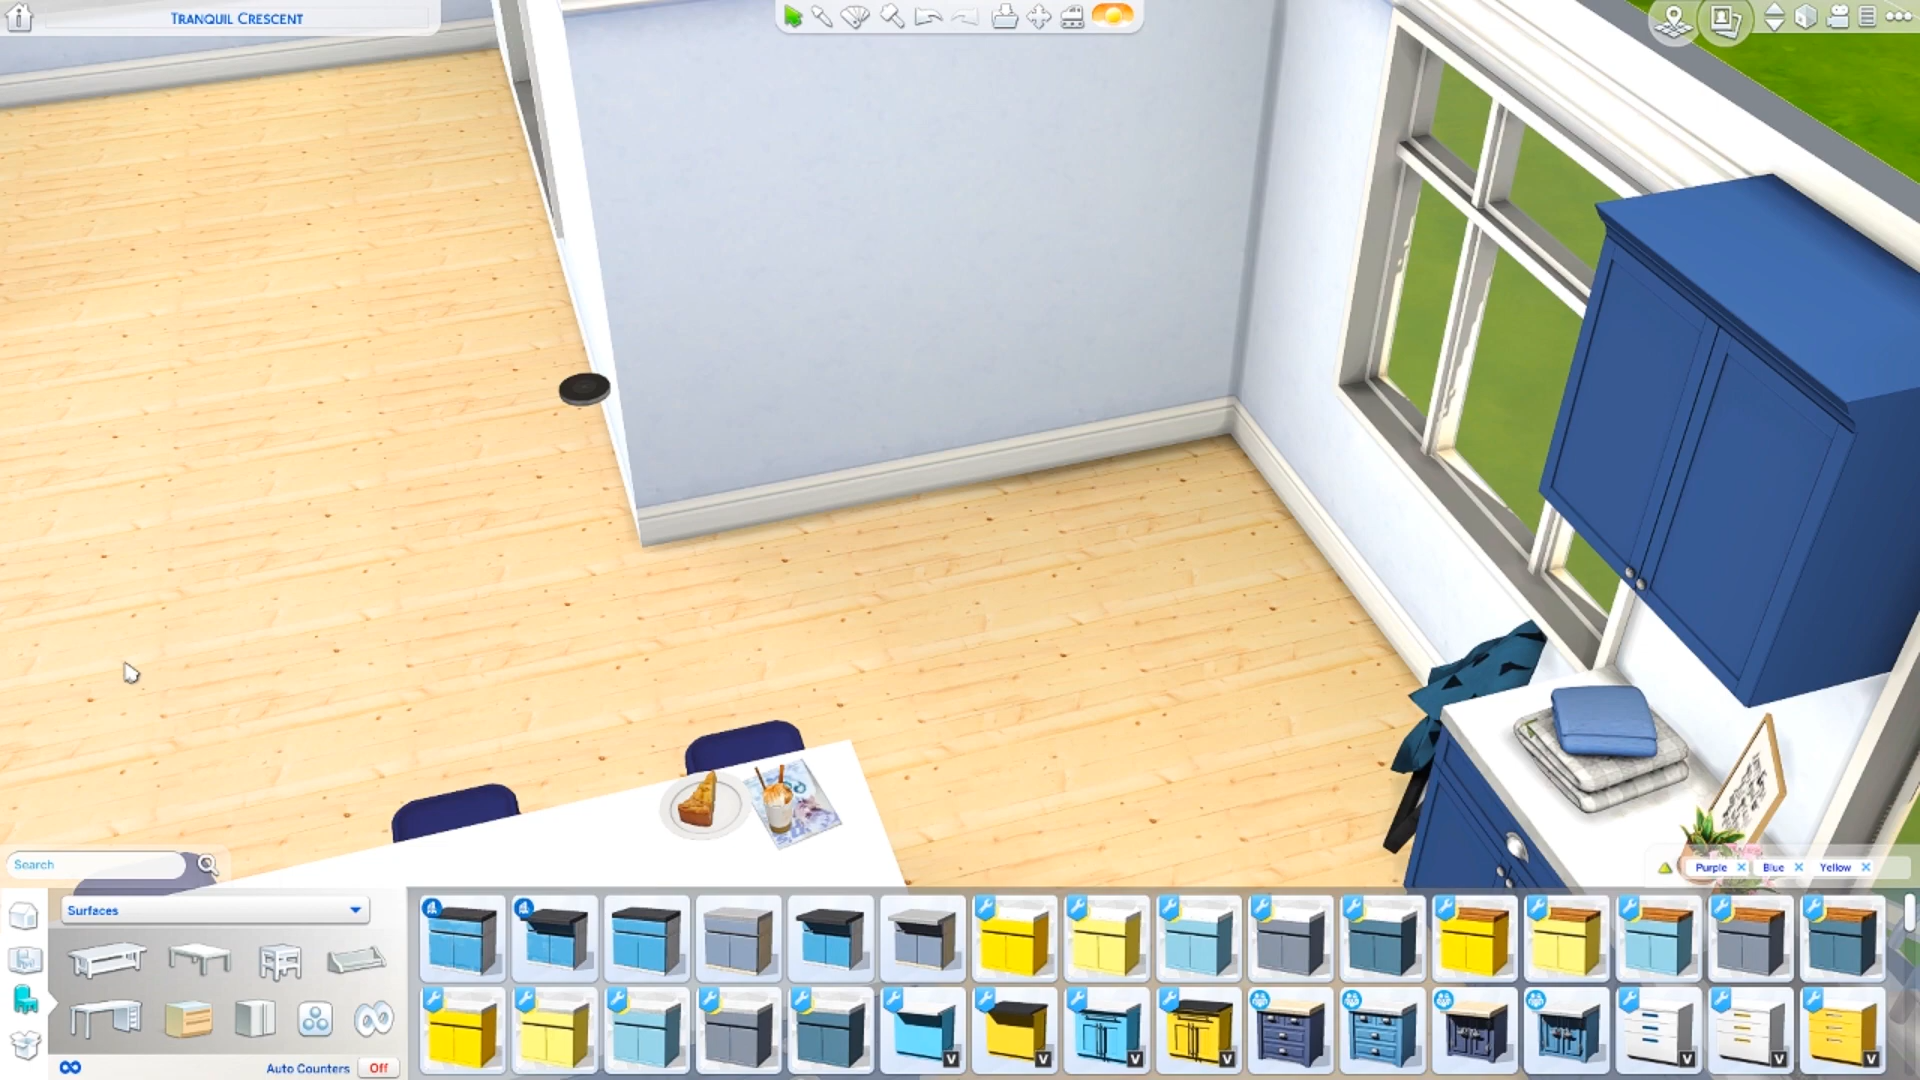 TRANQUIL CRESCENT
Search
Purple
Blue
Yellow
Surfaces
Auto Counters
Off
V
V
V
V
V
V
V